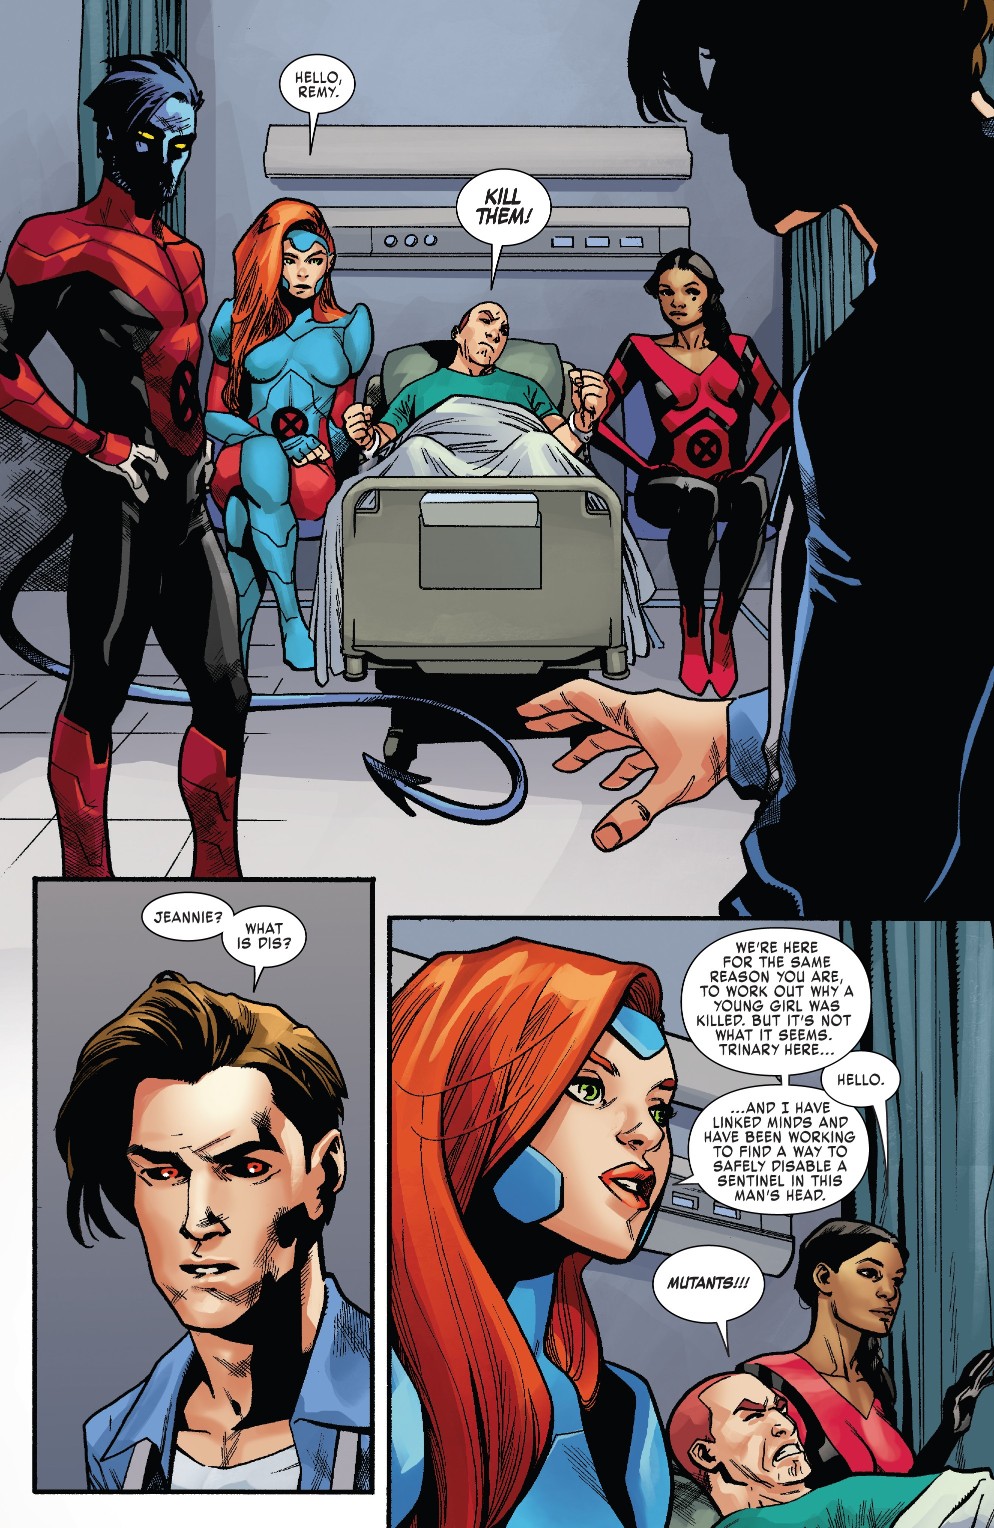 HELLO,
REMY.
KILL
THEM!
JEANNIE?
WHAT
IS DIS?
WE'RE HERE
FOR THE SAME
REASON YOU ARE,
TO WORK OUT WHY A
YOUNG GIRL WAS
KILLED. BUT IT'S NOT
WHAT IT SEEMS.
TRINARY HERE...
HELLO.
...AND I HAVE
LINKED MINDS AND
HAVE BEEN WORKING
TO FIND A WAY TO
SAFELY DISABLE A
SENTINEL IN THIS
MAN'S HEAD.
MUTANTS!!!